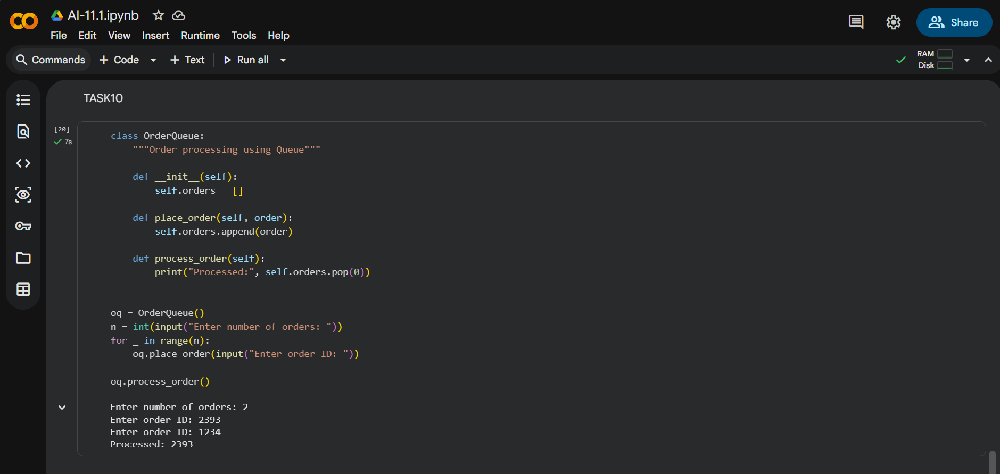 AI-11.1.ipynb
File Edit View Insert Runtime Tools Help
Share
Commands + Code + Text Run all
RAM
Disk
TASK10
[20]
7s
class OrderQueue:
    """Order processing using Queue"""
    def __init__(self):
        self.orders = []
    def place_order(self, order):
        self.orders.append(order)
    def process_order(self):
        print("Processed:", self.orders.pop(0))
oq = OrderQueue()
n = int(input("Enter number of orders: "))
for _ in range(n):
    oq.place_order(input("Enter order ID: "))
oq.process_order()
Enter number of orders: 2
Enter order ID: 2393
Enter order ID: 1234
Processed: 2393